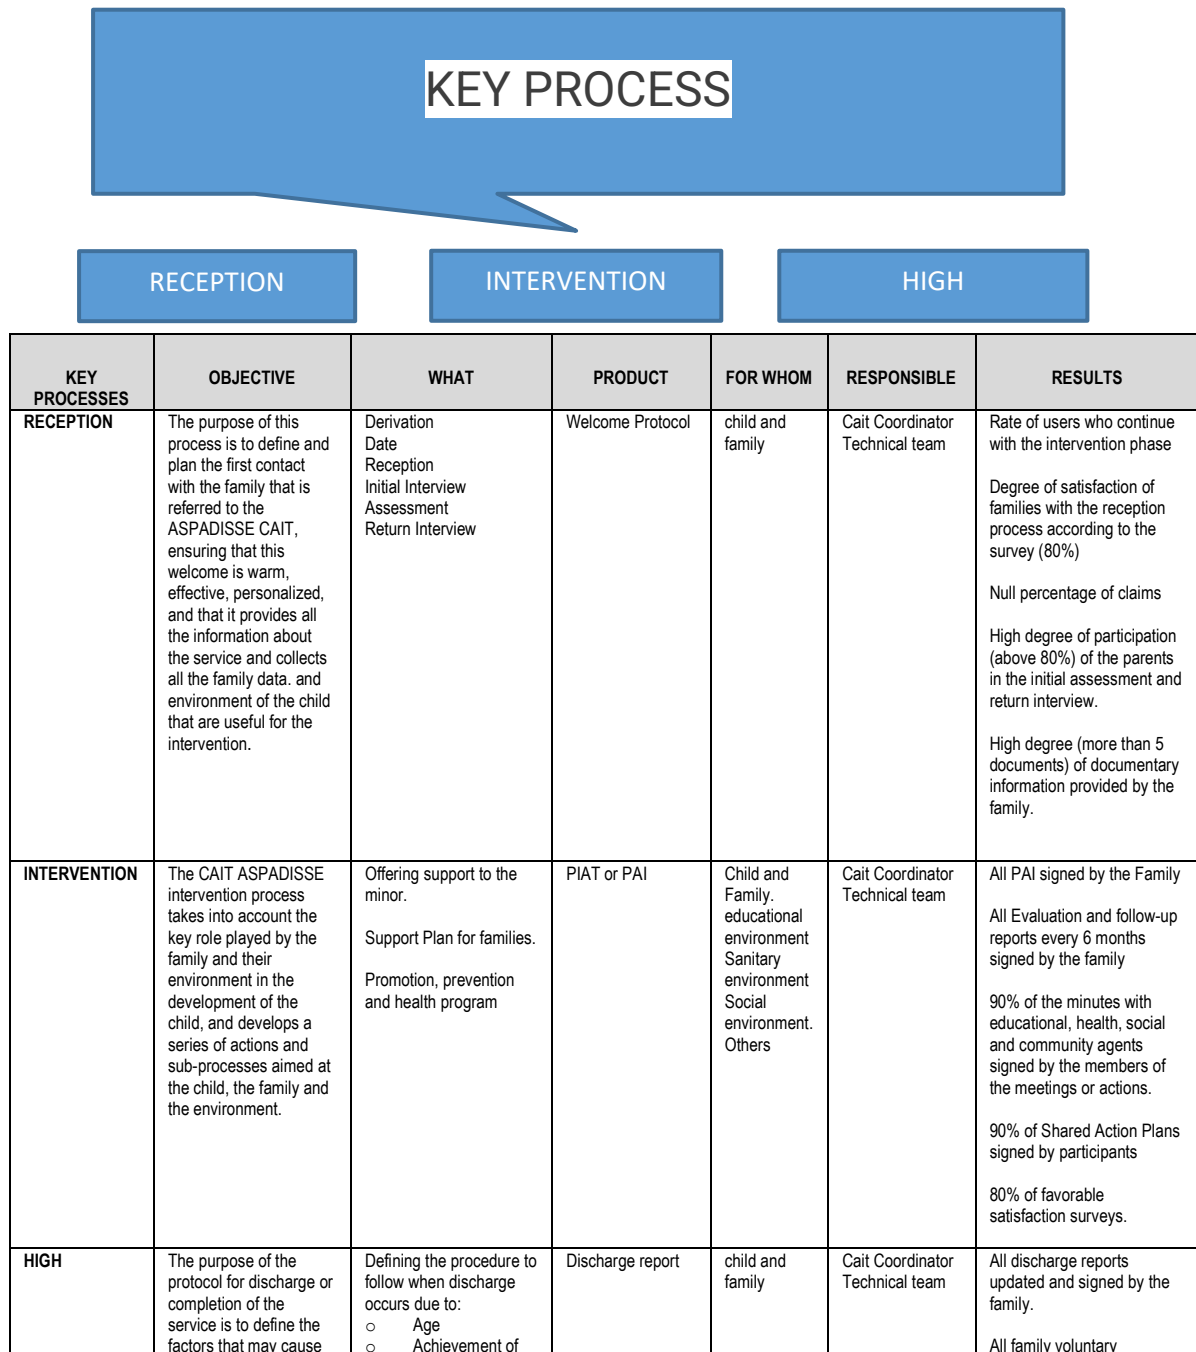 KEY PROCESS
RECEPTION
INTERVENTION
HIGH
KEY
PROCESSES
OBJECTIVE
WHAT
PRODUCT
FOR WHOM
RESPONSIBLE
RESULTS
RECEPTION
The purpose of this
process is to define and
plan the first contact
with the family that is
referred to the
ASPADISSE CAIT,
ensuring that this
welcome is warm,
effective, personalized,
and that it provides all
the information about
the service and collects
all the family data. and
environment of the child
that are useful for the
intervention.
Derivation
Date
Reception
Initial Interview
Assessment
Return Interview
Welcome Protocol
child and
family
Cait Coordinator
Technical team
Rate of users who continue
with the intervention phase
Degree of satisfaction of
families with the reception
process according to the
survey (80%)
Null percentage of claims
High degree of participation
(above 80%) of the parents
in the initial assessment and
return interview.
High degree (more than 5
documents) of documentary
information provided by the
family.
INTERVENTION
The CAIT ASPADISSE
intervention process
takes into account the
key role played by the
family and their
environment in the
development of the
child, and develops a
series of actions and
sub-processes aimed at
the child, the family and
the environment.
Offering support to the
minor.
Support Plan for families.
Promotion, prevention
and health program
PIAT or PAI
Child and
Family.
educational
environment
Sanitary
environment
Social
environment.
Others
Cait Coordinator
Technical team
All PAI signed by the Family
All Evaluation and follow-up
reports every 6 months
signed by the family
90% of the minutes with
educational, health, social
and community agents
signed by the members of
the meetings or actions.
90% of Shared Action Plans
signed by participants
80% of favorable
satisfaction surveys.
HIGH
The purpose of the
protocol for discharge or
completion of the
service is to define the
factors that may cause
Defining the procedure to
follow when discharge
occurs due to:
o Age
o Achievement of
Discharge report
child and
family
Cait Coordinator
Technical team
All discharge reports
updated and signed by the
family.
All family voluntary